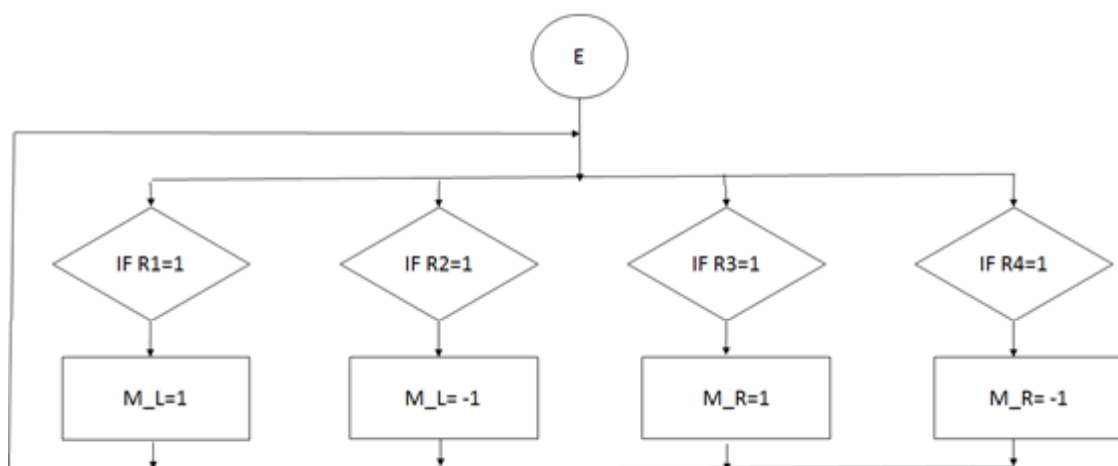 E
IF R1=1
IF R2=1
IF R3=1
IF R4=1
M_L=1
M_L= -1
M_R=1
M_R= -1